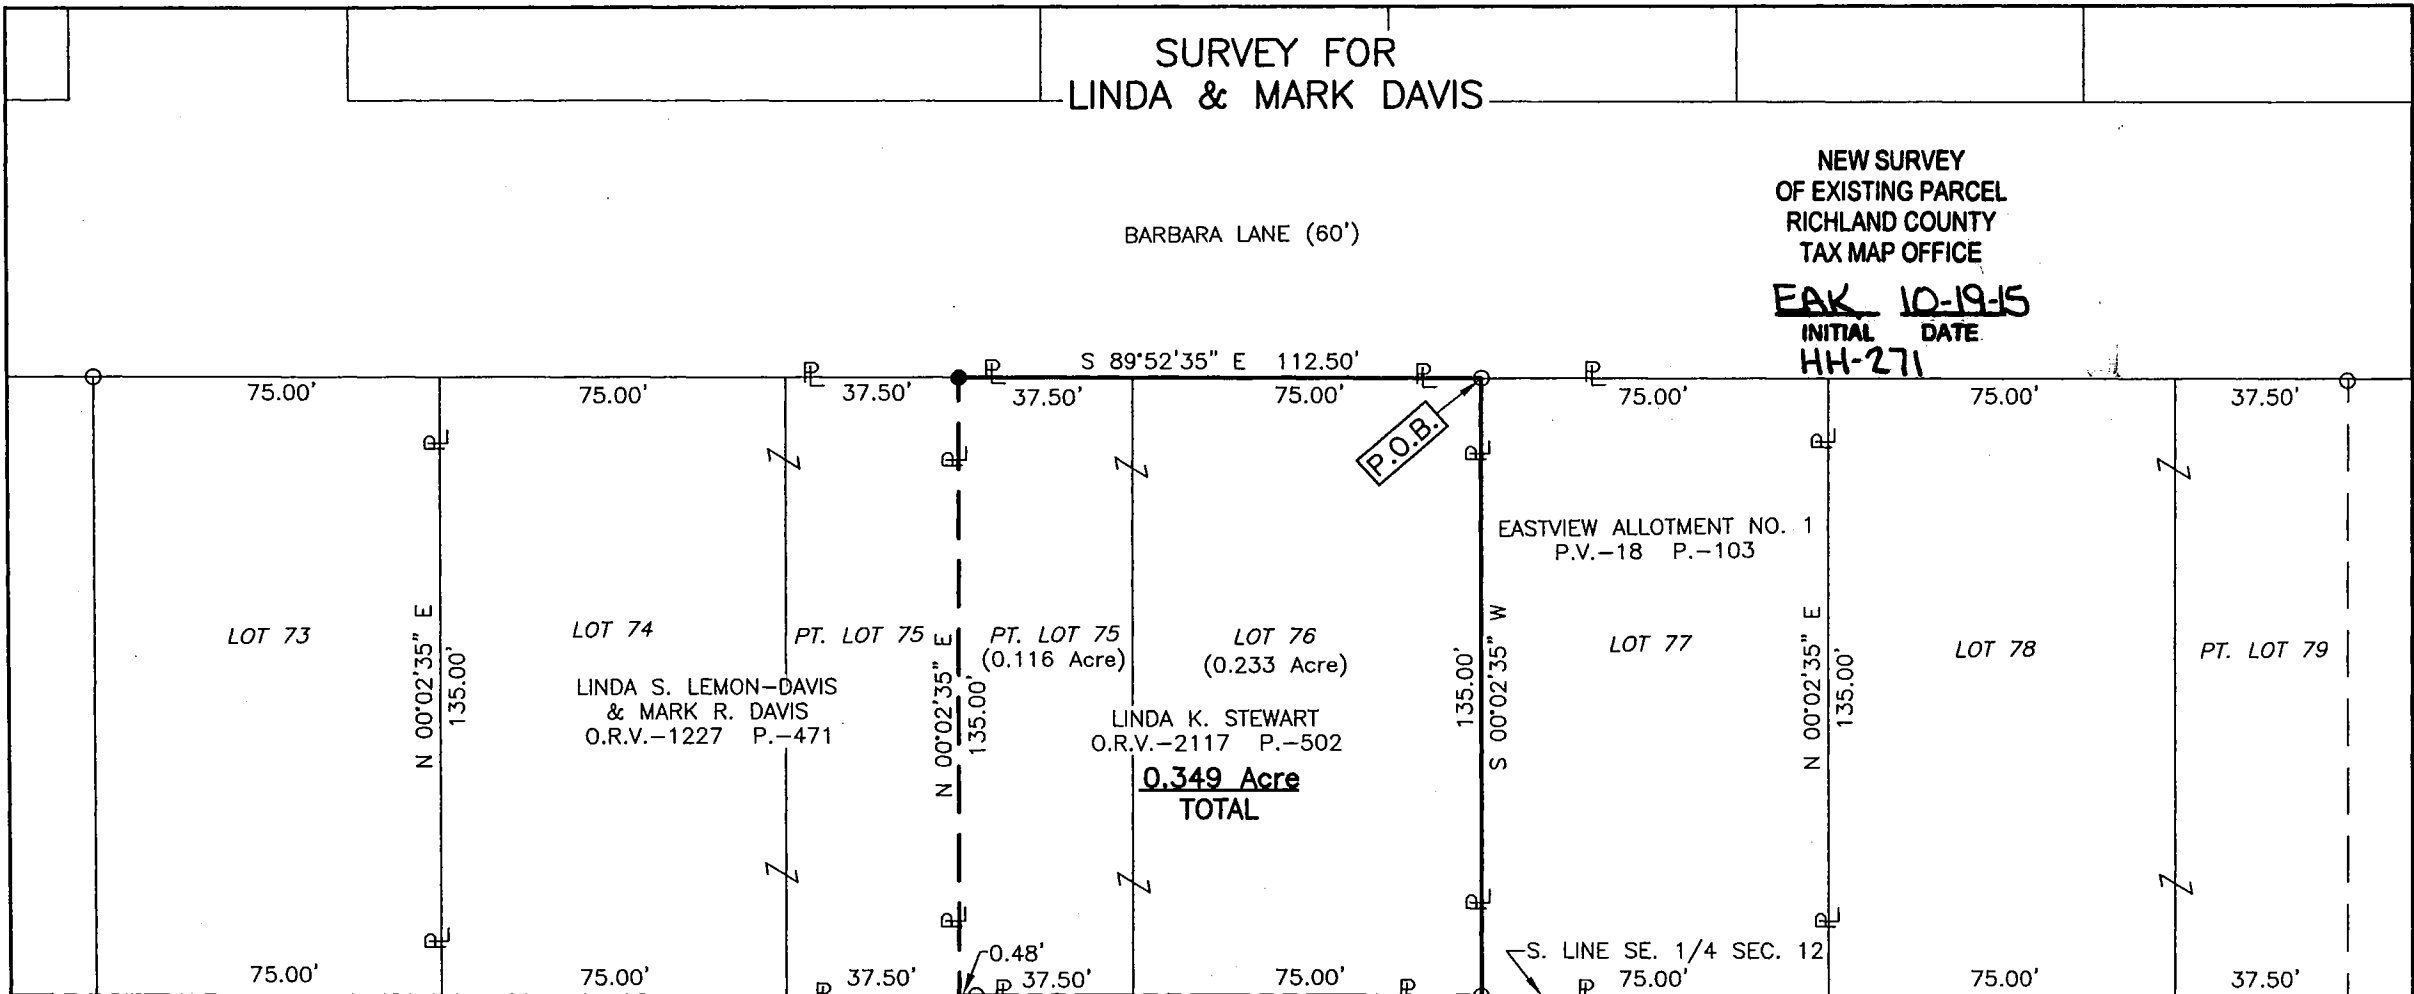 SURVEY FOR
LINDA & MARK DAVIS
NEW SURVEY
OF EXISTING PARCEL
RICHLAND COUNTY
TAX MAP OFFICE
EAK 10-19-15
INITIAL DATE
HH-271
BARBARA LANE (60')
S 89°52'35" E 112.50'
75.00'
75.00'
37.50'
37.50'
75.00'
75.00'
75.00'
37.50'
P.O.B.
EASTVIEW ALLOTMENT NO. 1
P.V.-18 P.-103
LOT 73
N 00°02'35" E
135.00'
LOT 74
PT. LOT 75
LINDA S. LEMON-DAVIS
& MARK R. DAVIS
O.R.V.-1227 P.-471
N 00°02'35" E
135.00'
PT. LOT 75
(0.116 Acre)
LOT 76
(0.233 Acre)
LINDA K. STEWART
O.R.V.-2117 P.-502
0.349 Acre
TOTAL
135.00'
S 00°02'35" W
LOT 77
N 00°02'35" E
135.00'
LOT 78
PT. LOT 79
0.48'
S. LINE SE. 1/4 SEC. 12
75.00'
75.00'
37.50'
37.50'
75.00'
75.00'
75.00'
37.50'